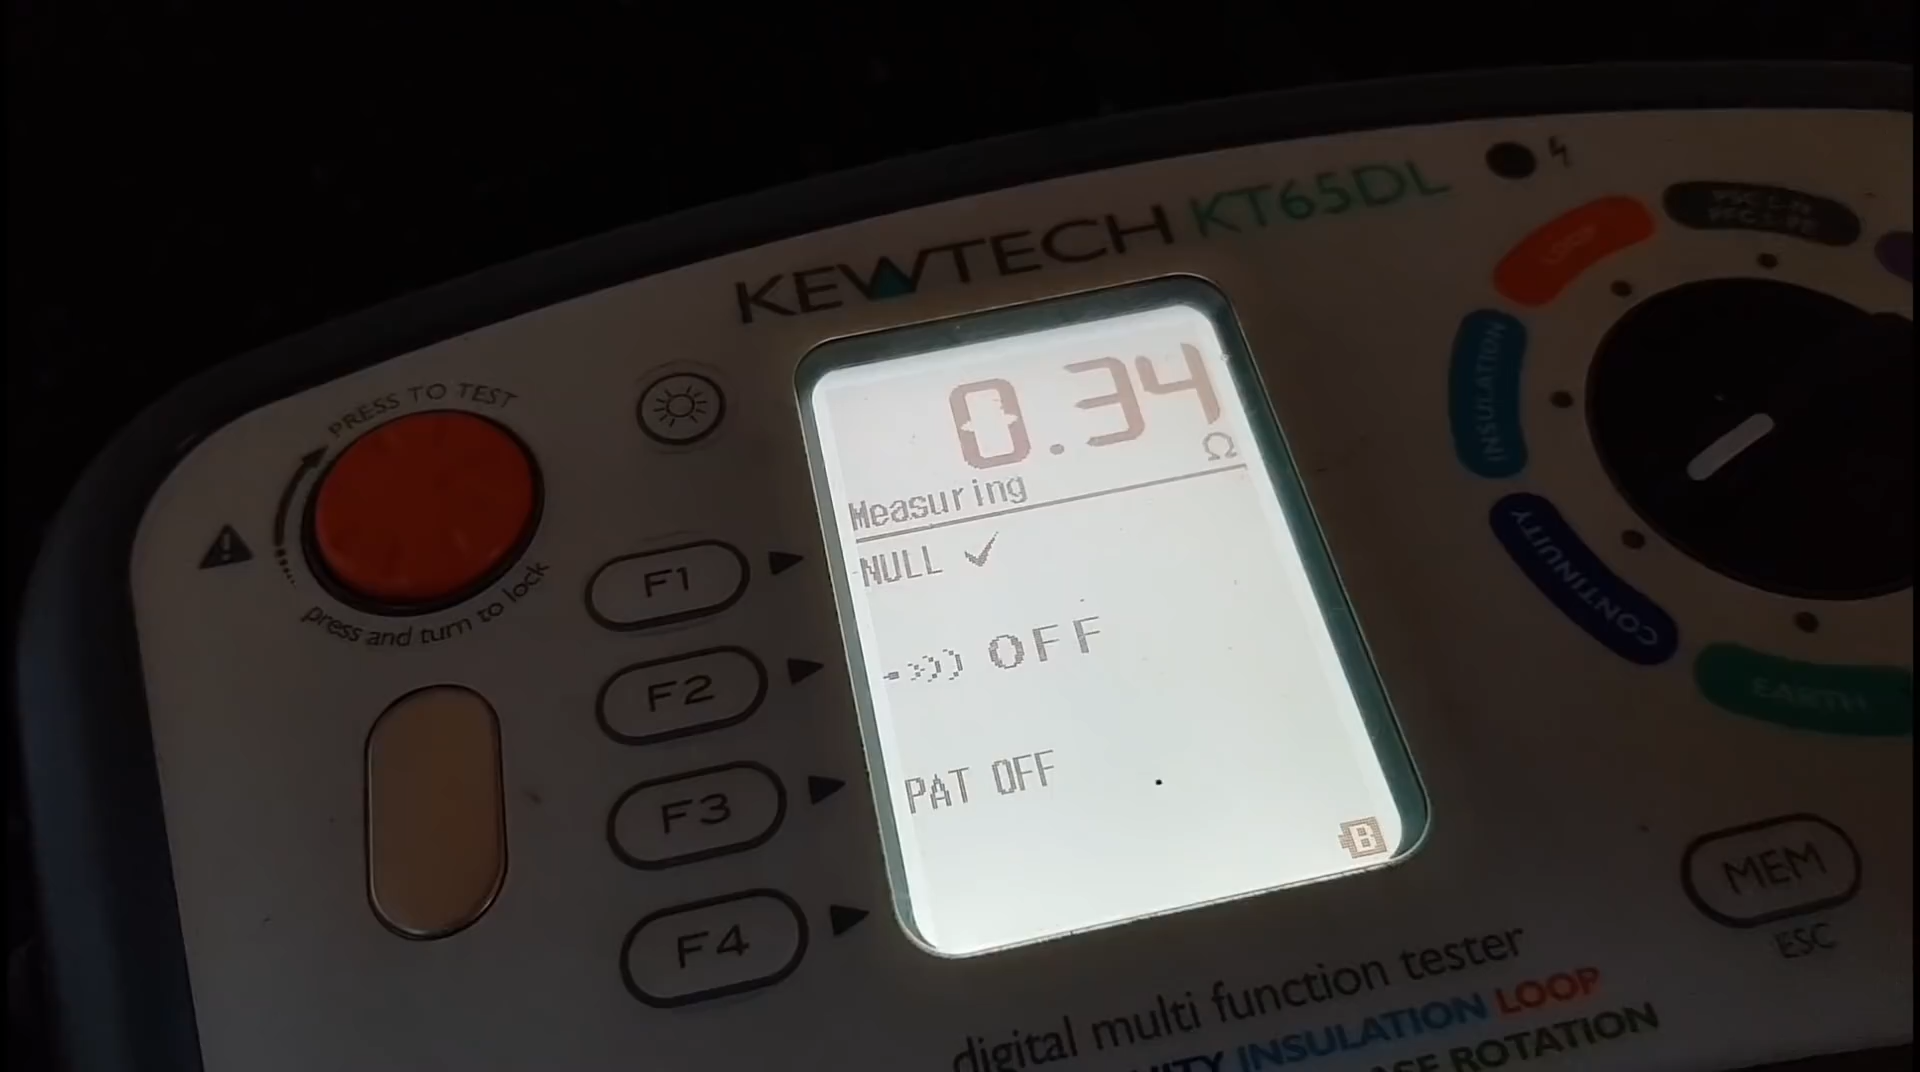 KEWTECH KT65DL
PRESS TO TEST
press and turn to lock
0.34
Ω
Measuring
NULL ✓
OFF
PAT OFF
B
F1
F2
F3
F4
LOOP
INSULATION
CONTINUITY
EARTH
MEM
ESC
digital multi function tester
INSULATION LOOP
ROTATION